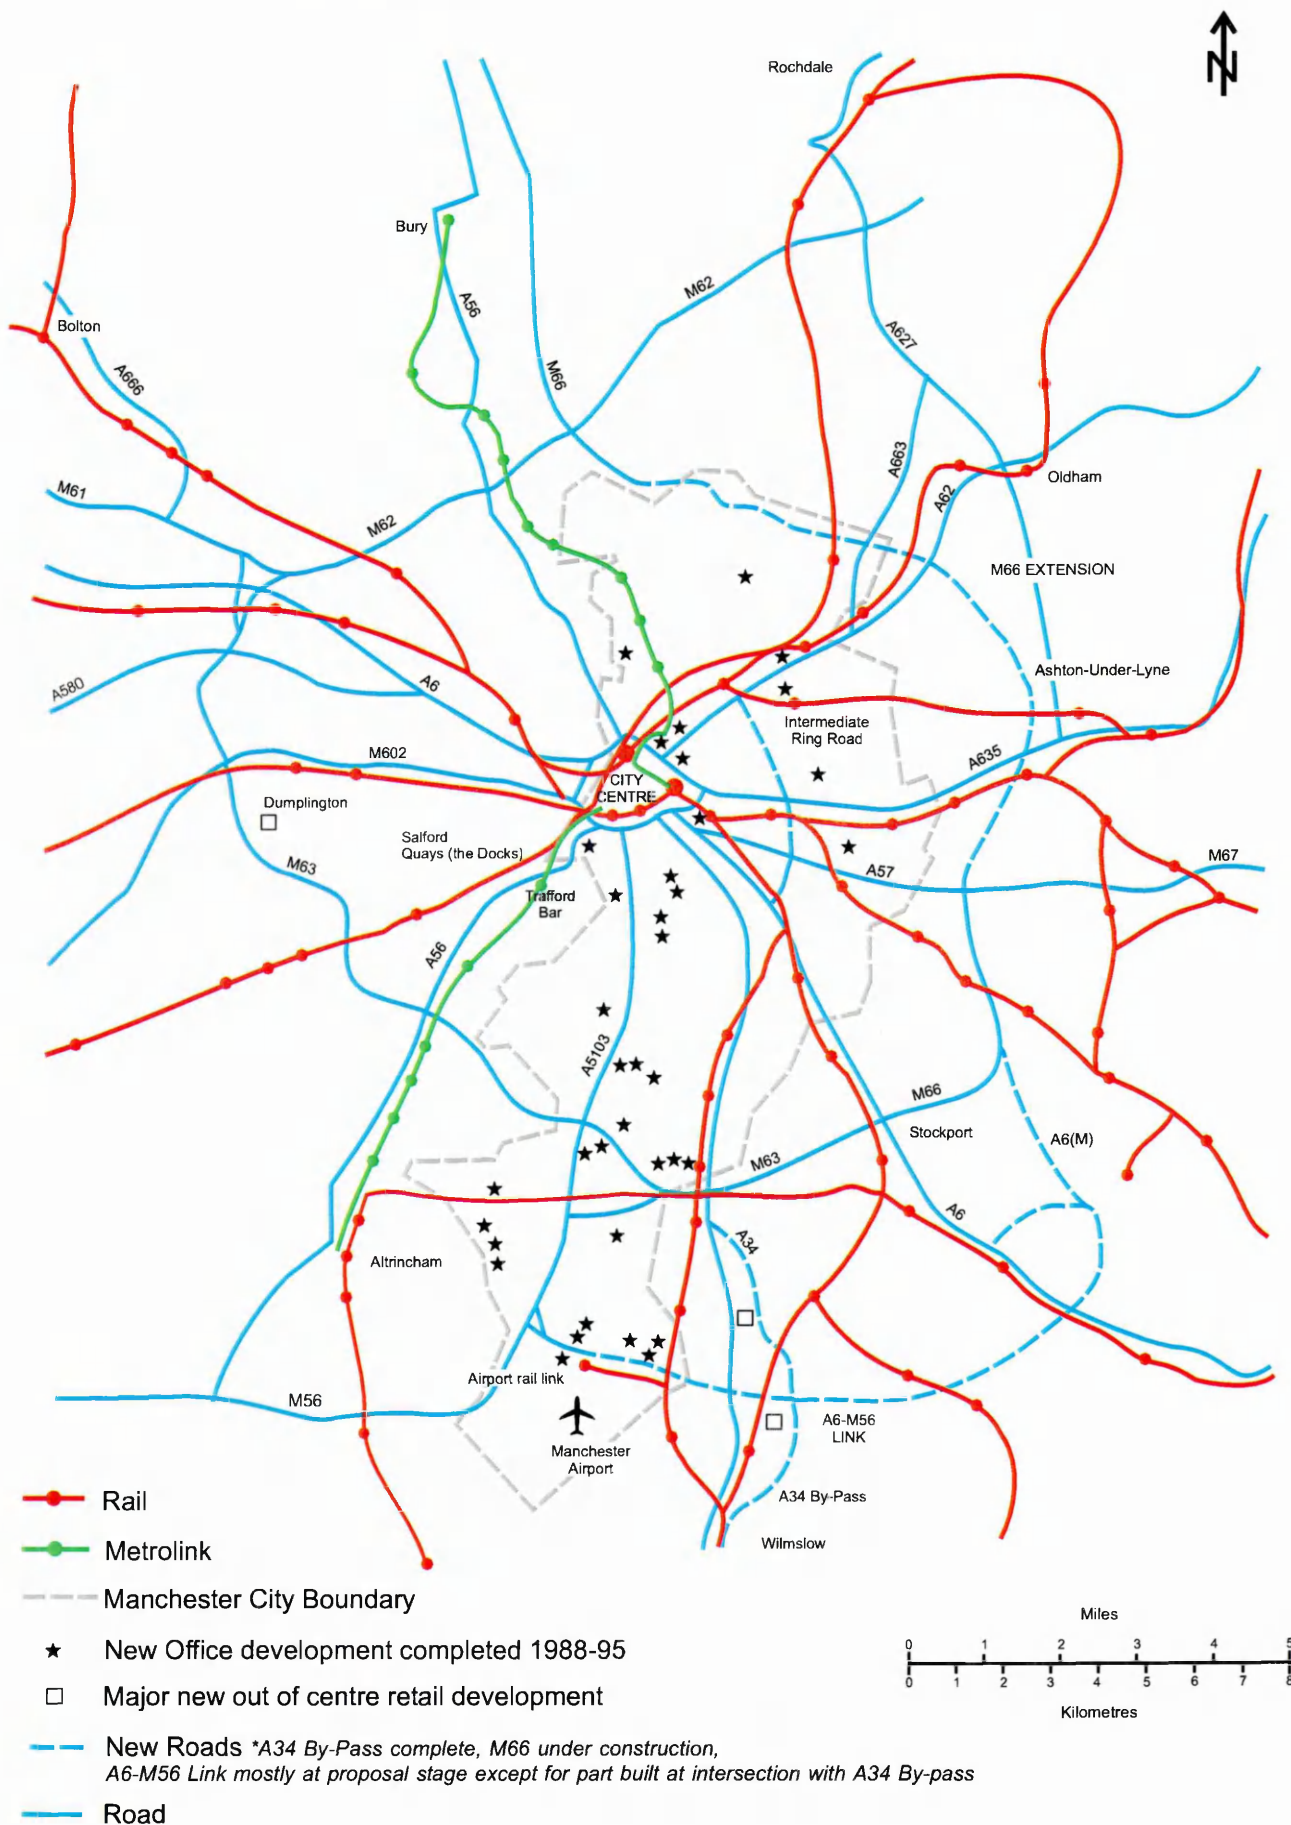 N
Rochdale
Bury
M62
A56
Bolton
A627
A666
M66
A663
Oldham
M61
A62
M62
M66 EXTENSION
Ashton-Under-Lyne
A580
A6
Intermediate
Ring Road
M602
A635
CITY
CENTRE
Dumplington
Salford
Quays (the Docks)
M63
A57
M67
Trafford
Bar
A56
A5103
M66
Stockport
A6(M)
M63
A6
A34
Altrincham
Airport rail link
M56
A6-M56
LINK
Manchester
Airport
A34 By-Pass
Wilmslow
Rail
Metrolink
Manchester City Boundary
New Office development completed 1988-95
Major new out of centre retail development
New Roads *A34 By-Pass complete, M66 under construction,
A6-M56 Link mostly at proposal stage except for part built at intersection with A34 By-pass
Road
Miles
0 1 2 3 4 5
0 1 2 3 4 5 6 7 8
Kilometres